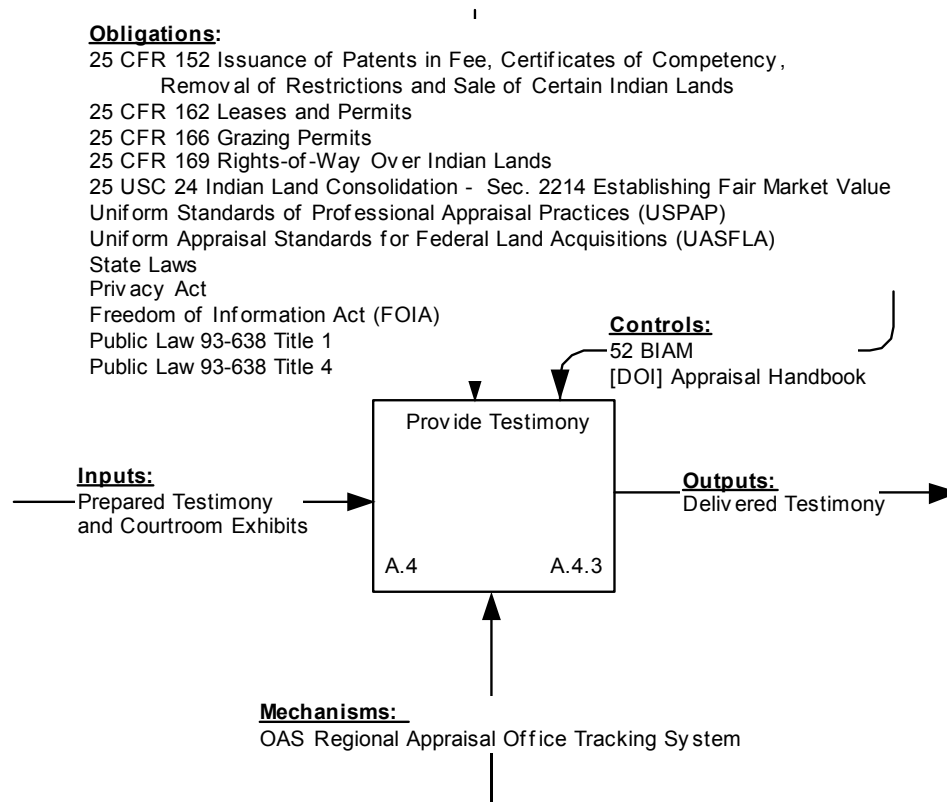 Obligations:
25 CFR 152 Issuance of Patents in Fee, Certificates of Competency,
Removal of Restrictions and Sale of Certain Indian Lands
25 CFR 162 Leases and Permits
25 CFR 166 Grazing Permits
25 CFR 169 Rights-of-Way Over Indian Lands
25 USC 24 Indian Land Consolidation - Sec. 2214 Establishing Fair Market Value
Uniform Standards of Professional Appraisal Practices (USPAP)
Uniform Appraisal Standards for Federal Land Acquisitions (UASFLA)
State Laws
Privacy Act
Freedom of Information Act (FOIA)
Public Law 93-638 Title 1
Public Law 93-638 Title 4
Controls:
52 BIAM
[DOI] Appraisal Handbook
Provide Testimony
Inputs:
Prepared Testimony
and Courtroom Exhibits
Outputs:
Delivered Testimony
A.4 A.4.3
Mechanisms:
OAS Regional Appraisal Office Tracking System